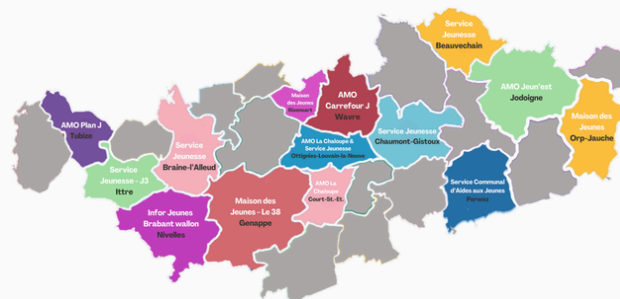 Service
Jeunesse
Beauvechain
AMO Jeun'est
Jodoigne
Maison des
Jeunes
Orp-Jauche
Maison
des Jeunes
Rixensart
AMO
Carrefour J
Wavre
AMO Plan J
Tubize
Service
Jeunesse
Braine-l'Alleud
AMO La Chaloupe &
Service Jeunesse
Ottignies-Louvain-la-Neuve
Service Jeunesse
Chaumont-Gistoux
Service
Jeunesse - J3
Ittre
AMO La
Chaloupe
Court-St.-Et.
Service Communal
d'Aides aux Jeunes
Perwez
Infor Jeunes
Brabant wallon
Nivelles
Maison des
Jeunes - Le 38
Genappe